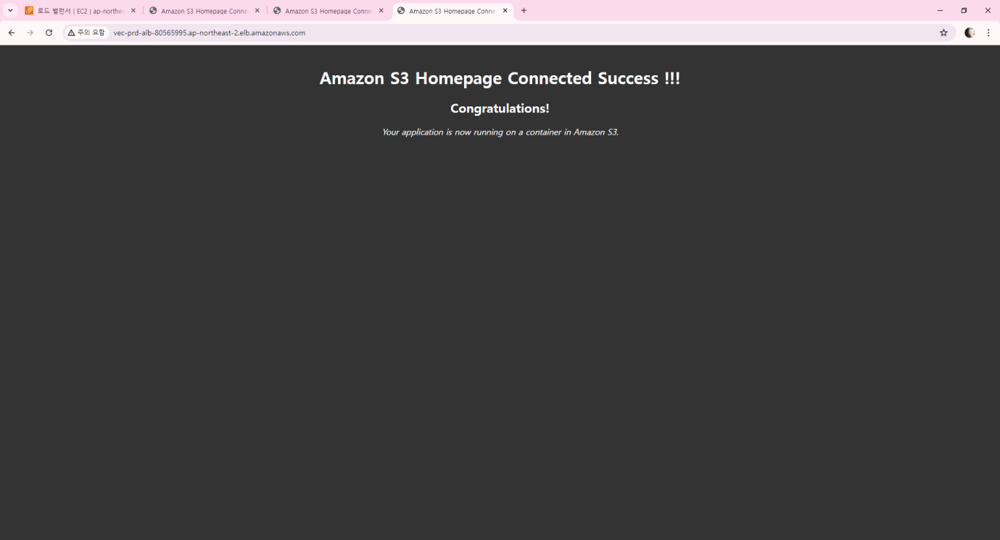 로드 밸런서 | EC2 | ap-northea
Amazon S3 Homepage Conne
Amazon S3 Homepage Conne
Amazon S3 Homepage Conne
주의 요함
vec-prd-alb-80565995.ap-northeast-2.elb.amazonaws.com
Amazon S3 Homepage Connected Success !!!
Congratulations!
Your application is now running on a container in Amazon S3.